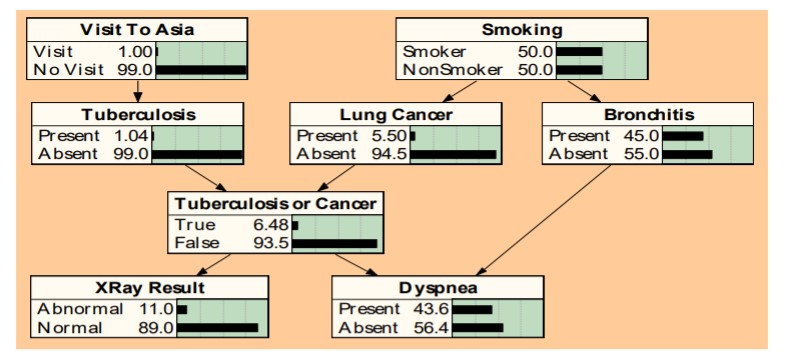 Visit To Asia
Visit 1.00
No Visit 99.0
Smoking
Smoker 50.0
NonSmoker 50.0
Tuberculosis
Present 1.04
Absent 99.0
Lung Cancer
Present 5.50
Absent 94.5
Bronchitis
Present 45.0
Absent 55.0
Tuberculosis or Cancer
True 6.48
False 93.5
XRay Result
Abnormal 11.0
Normal 89.0
Dyspnea
Present 43.6
Absent 56.4